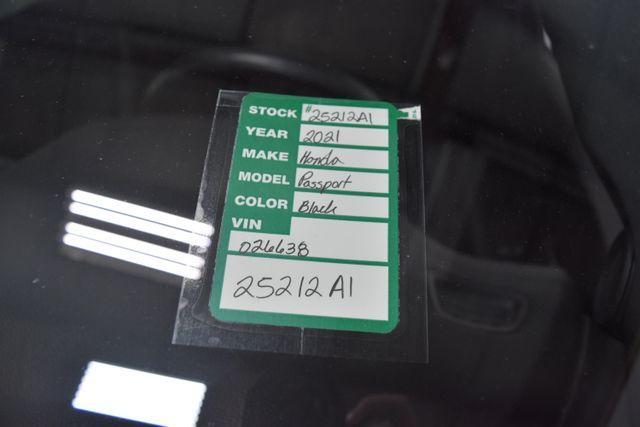 STOCK #25212A1
YEAR 2021
MAKE Honda
MODEL Passport
COLOR Black
VIN
026638
25212A1